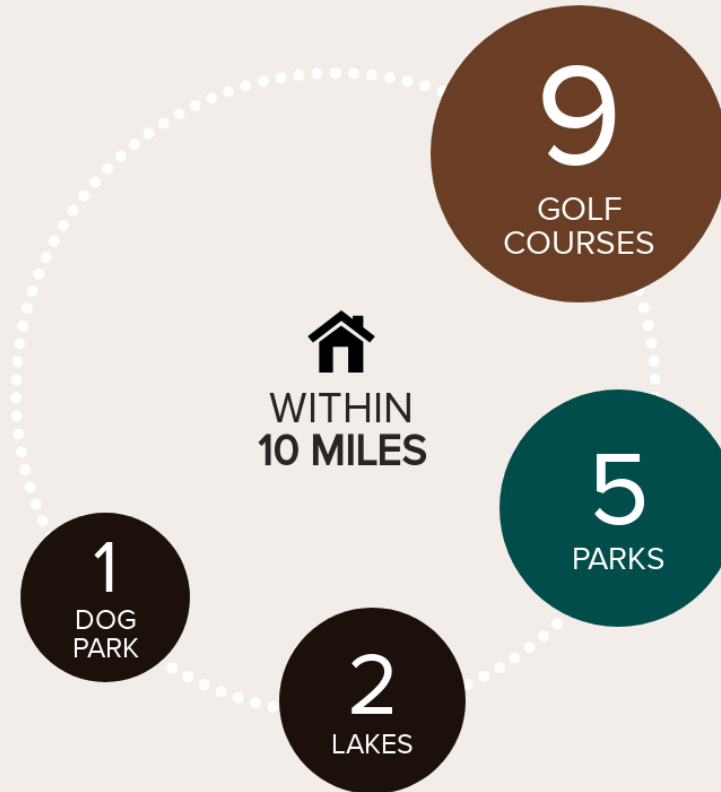 9
GOLF
COURSES
WITHIN
10 MILES
5
PARKS
1
DOG
PARK
2
LAKES